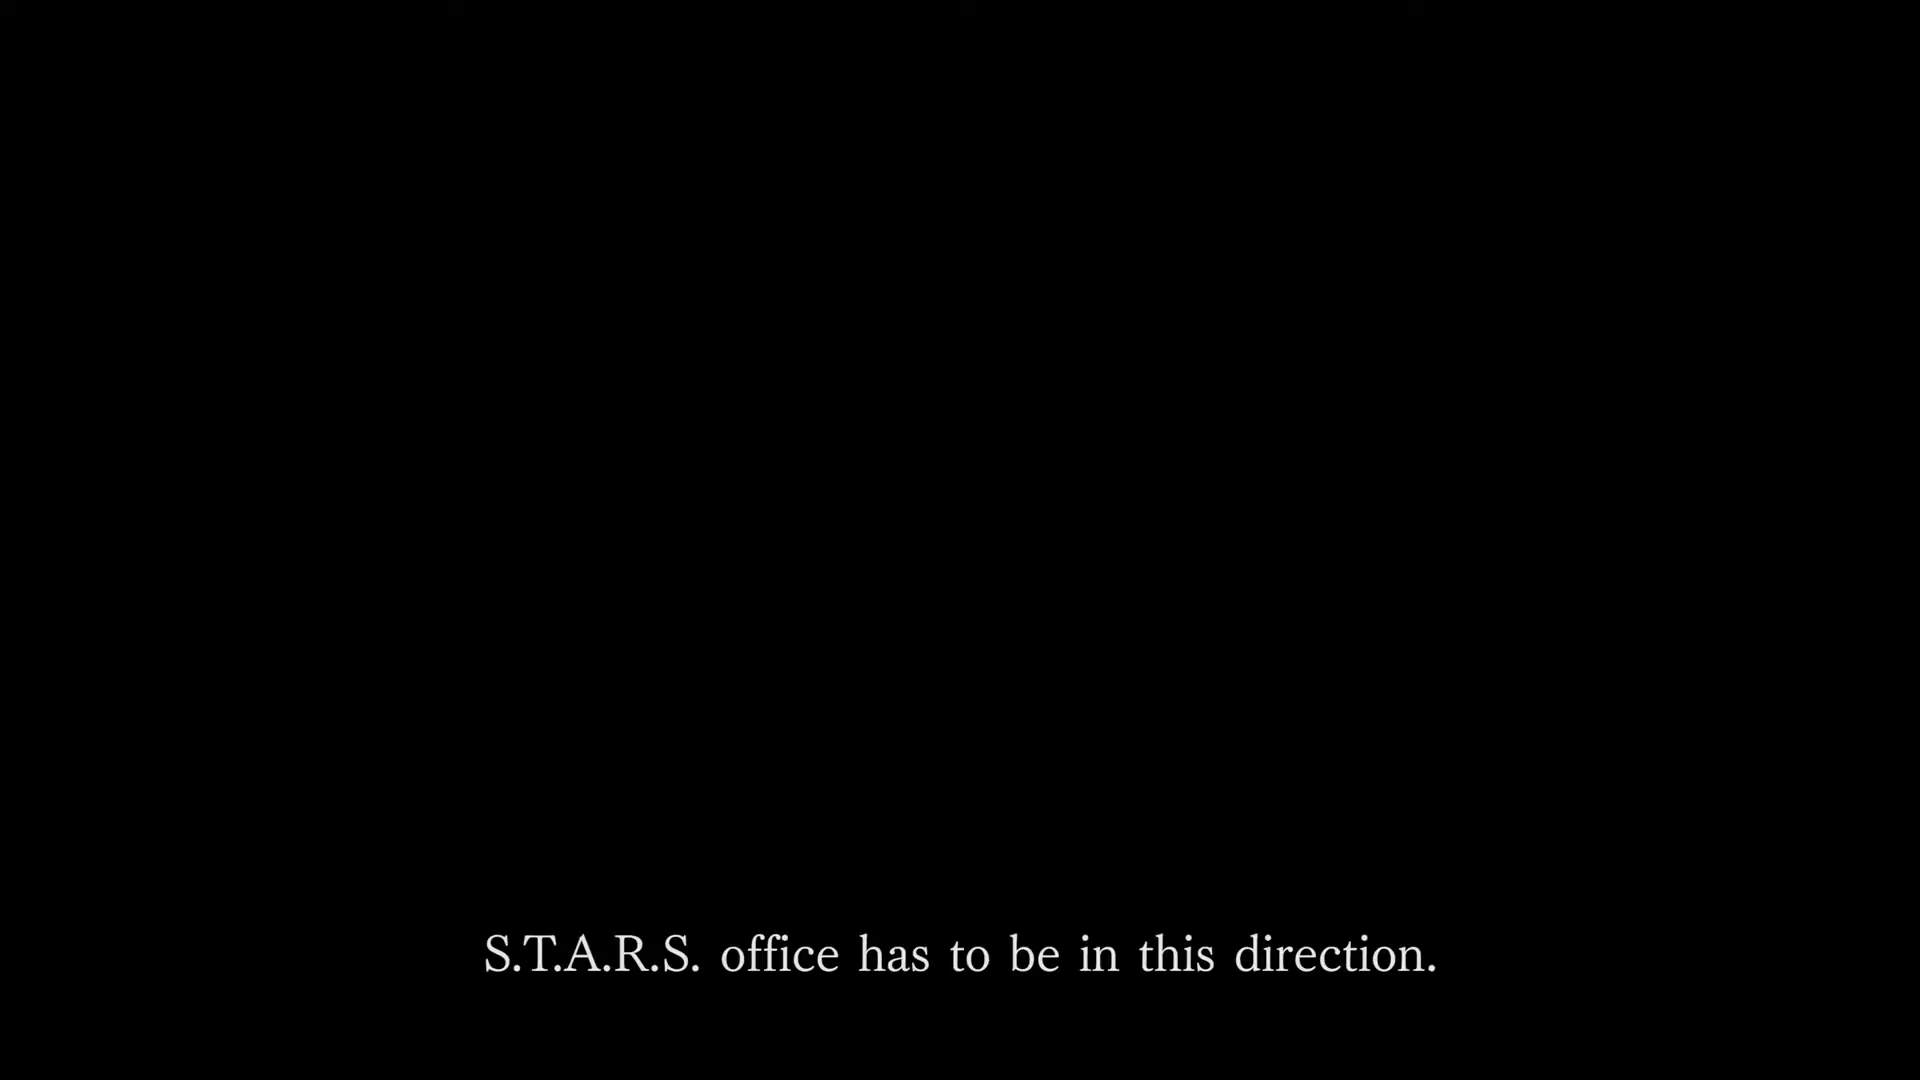 S.T.A.R.S. office has to be in this direction.